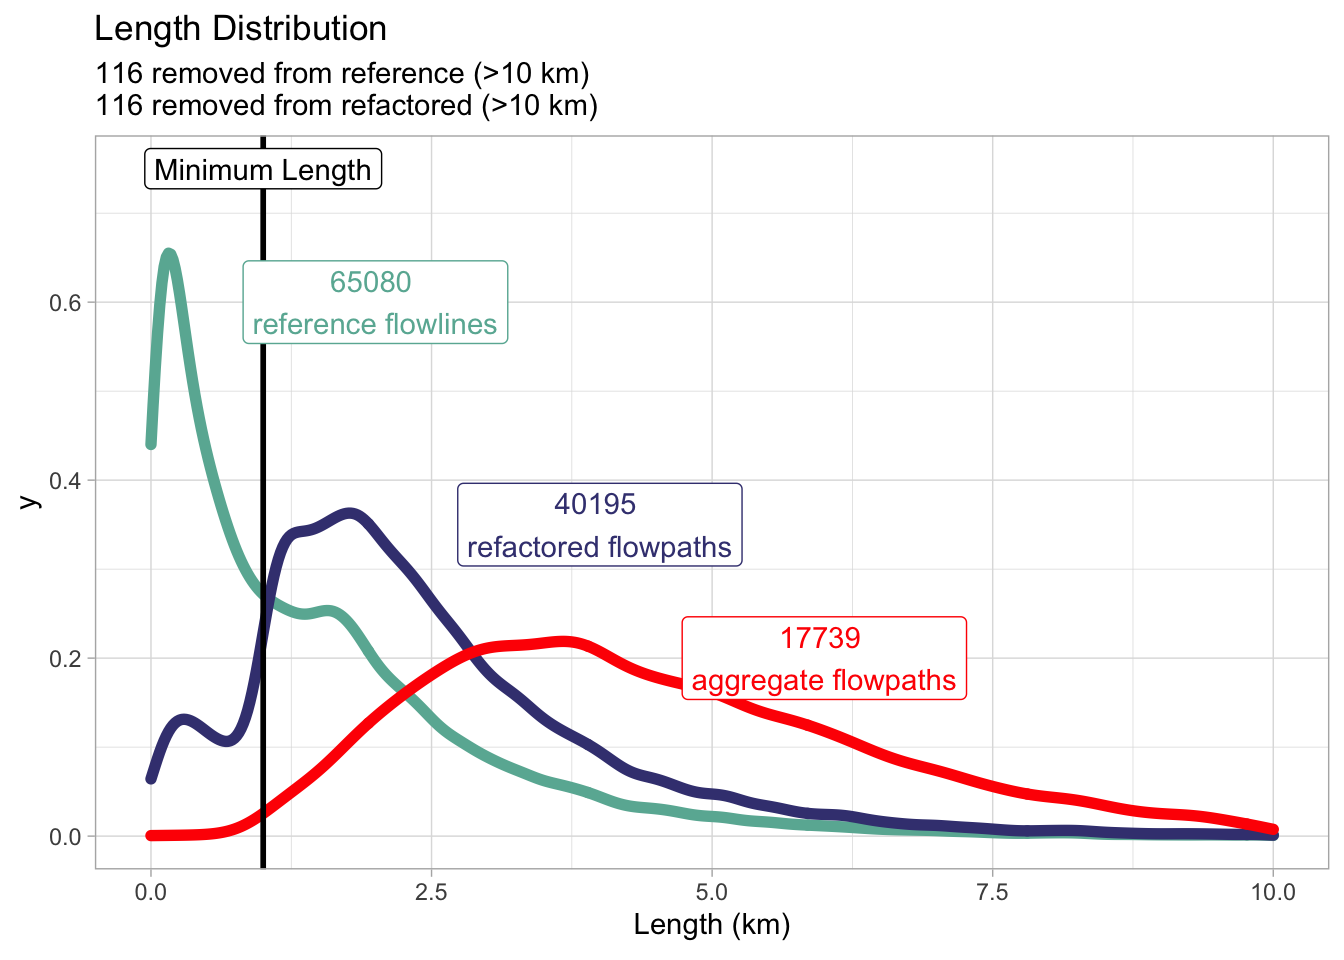 Length Distribution
116 removed from reference (>10 km)
116 removed from refactored (>10 km)
Minimum Length
65080
reference flowlines
40195
refactored flowpaths
17739
aggregate flowpaths
y
0.6
0.4
0.2
0.0
0.0
2.5
5.0
7.5
10.0
Length (km)